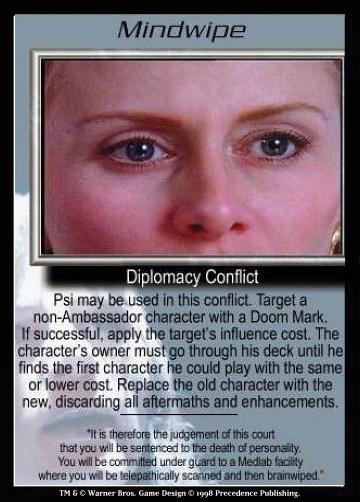 Mindwipe
Diplomacy Conflict
Psi may be used in this conflict. Target a
non-Ambassador character with a Doom Mark.
If successful, apply the target's influence cost. The
character's owner must go through his deck until he
finds the first character he could play with the same
or lower cost. Replace the old character with the
new, discarding all aftermaths and enhancements.
"It is therefore the judgement of this court
that you will be sentenced to the death of personality.
You will be committed under guard to a Medlab facility
where you will be telepathically scanned and then brainwiped."
TM & © Warner Bros. Game Design © 1998 Precedence Publishing.